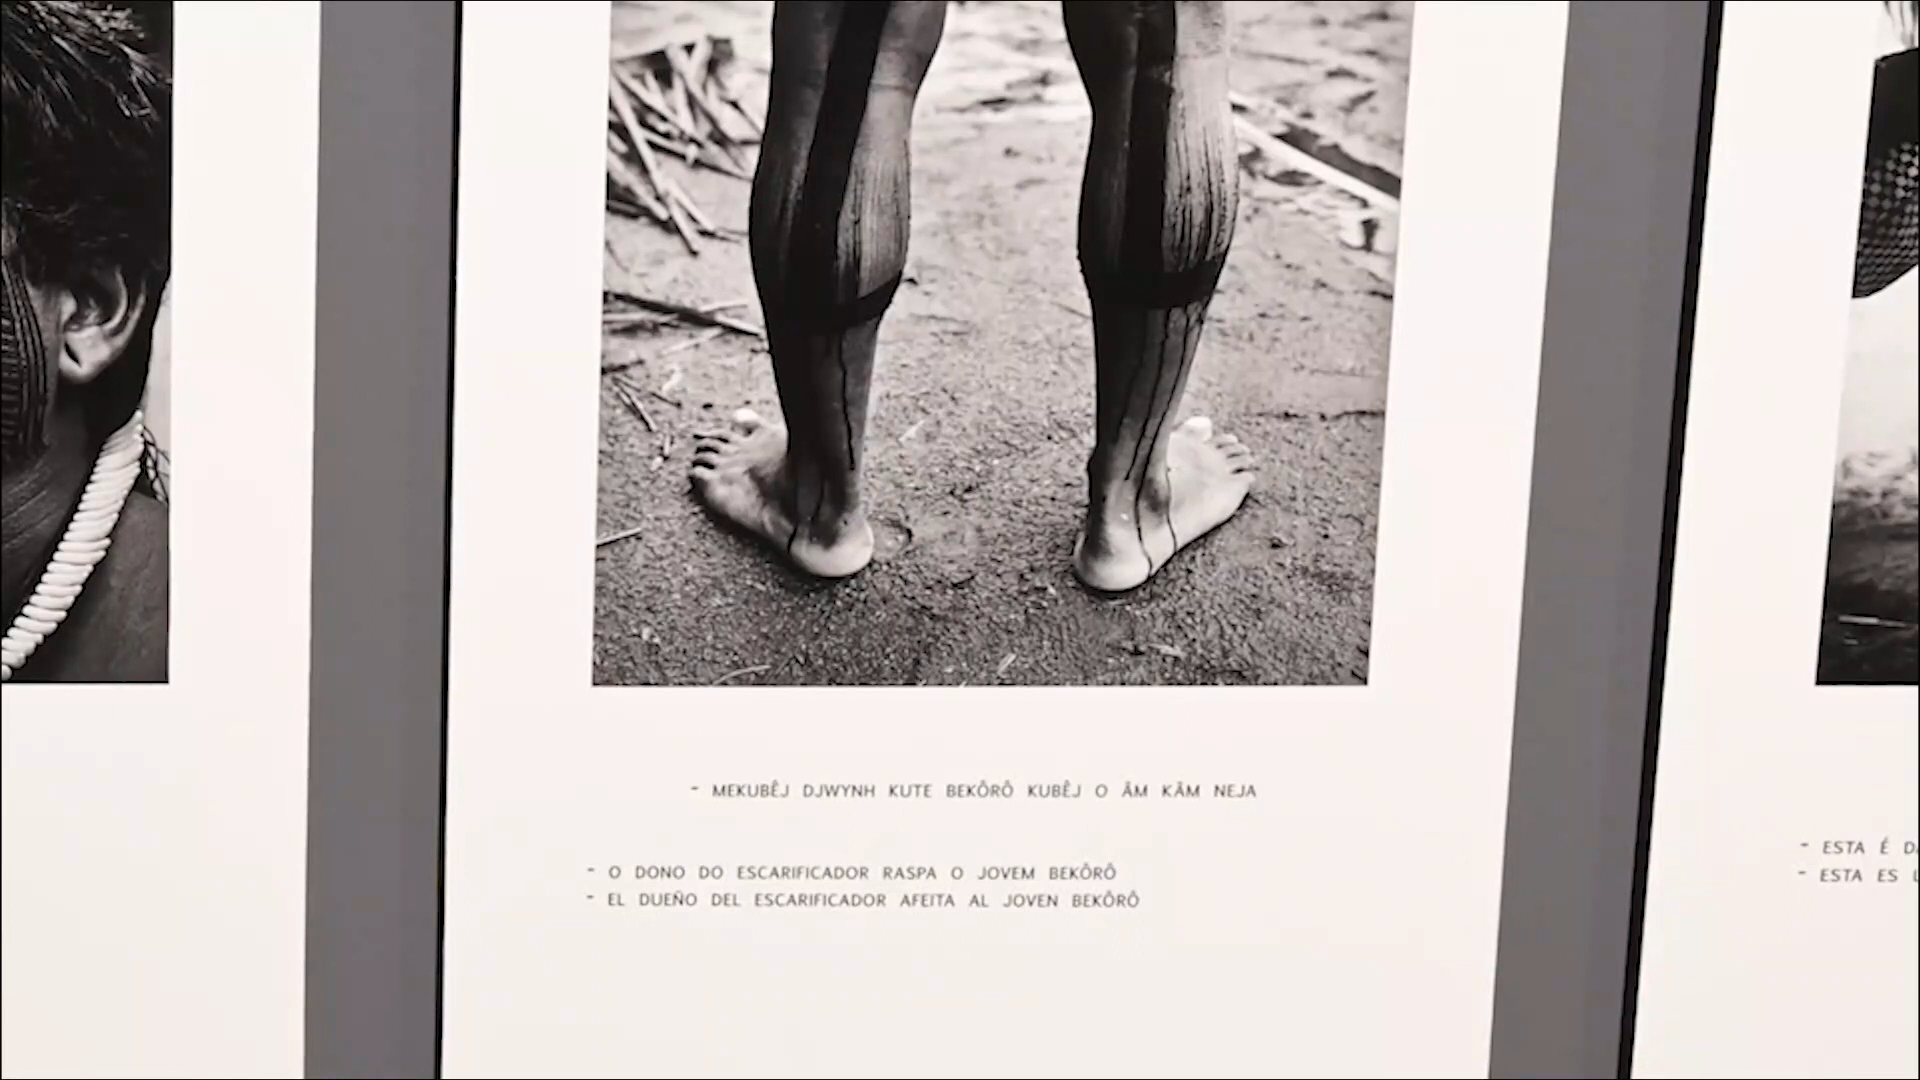 - MEKUBÊJ DJWYNH KUTE BEKÔRÔ KUBÊJ O ÃM KÃM NEJA
- O DONO DO ESCARIFICADOR RASPA O JOVEM BEKÔRÔ
- EL DUEÑO DEL ESCARIFICADOR AFEITA AL JOVEN BEKÔRÔ
- ESTA É
- ESTA ES